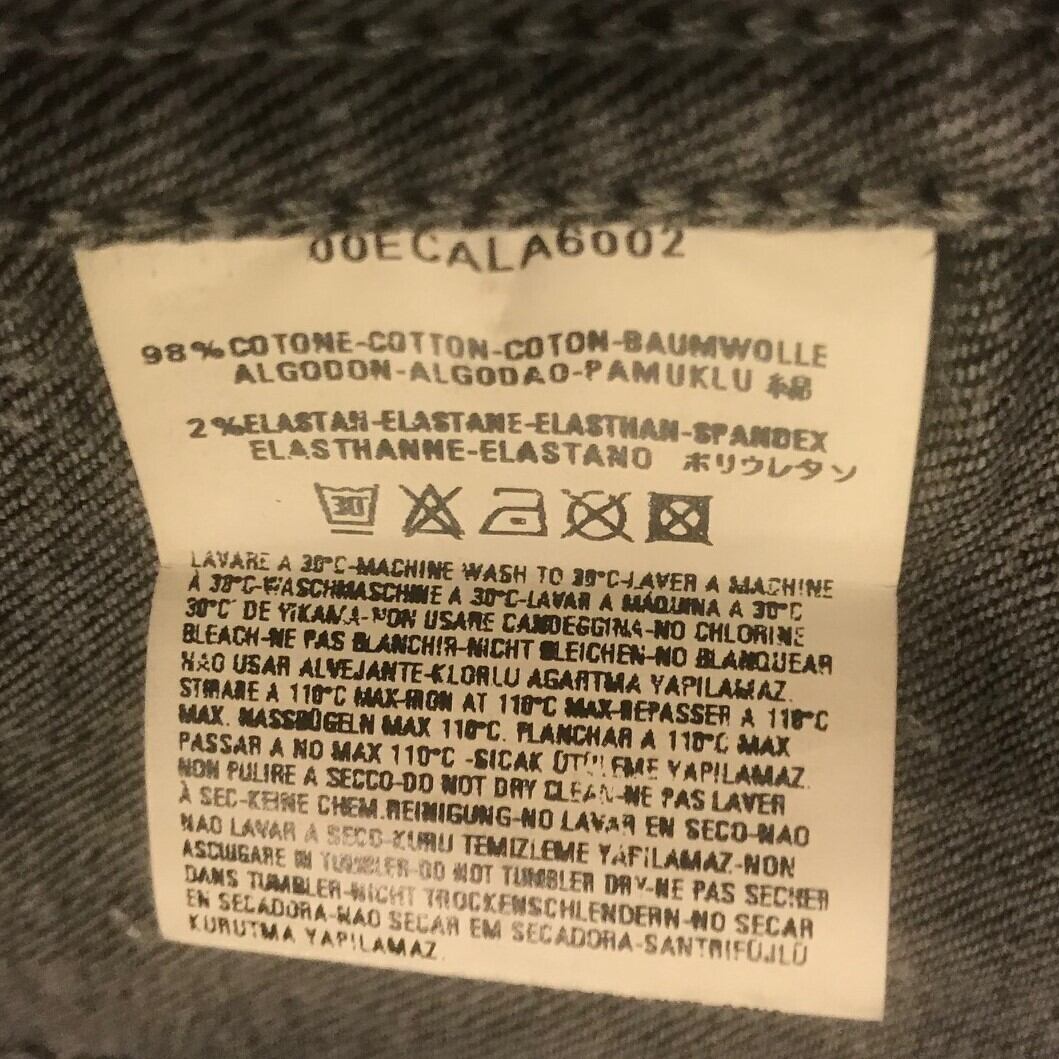 00ECALA6002
98% COTONE-COTTON-COTON-BAUMWOLLE
ALGODON-ALGODAO-PAMUKLU 綿
2%ELASTAN-ELASTANE-ELASTHAN-SPANDEX
ELASTHANNE-ELASTANO ポリウレタン
30
LAVARE A 30°C-MACHINE WASH TO 30°C-LAVER A MACHINE
À 30°C-WASCHMASCHINE A 30°C-LAVAR A MÁQUINA A 30°C
30°C DE YIKAMA-NON USARE CANDEGGINA-NO CHLORINE
BLEACH-NE PAS BLANCHIR-NICHT BLEICHEN-NO BLANQUEAR
NAO USAR ALVEJANTE-KLORLU AGARTMA YAPILAMAZ.
STIRARE A 110°C MAX-IRON AT 110°C MAX-REPASSER A 110°C
MAX. MASSBÜGELN MAX 110°C. PLANCHAR A 110°C MAX
PASSAR A NO MAX 110°C -SICAK ÜTÜLEME YAPILAMAZ.
NON PULIRE A SECCO-DO NOT DRY CLEAN-NE PAS LAVER
À SEC-KEINE CHEM.REINIGUNG-NO LAVAR EN SECO-NAO
NAO LAVAR A SECO-KURU TEMIZLEME YAPILAMAZ-NON
ASCIUGARE IN TUMBLER-DO NOT TUMBLER DRY-NE PAS SECHER
DANS TUMBLER-NICHT TROCKENSCHLENDERN-NO SECAR
EN SECADORA-NAO SECAR EM SECADORA-SANTRIFÜJLÜ
KURUTMA YAPILAMAZ.